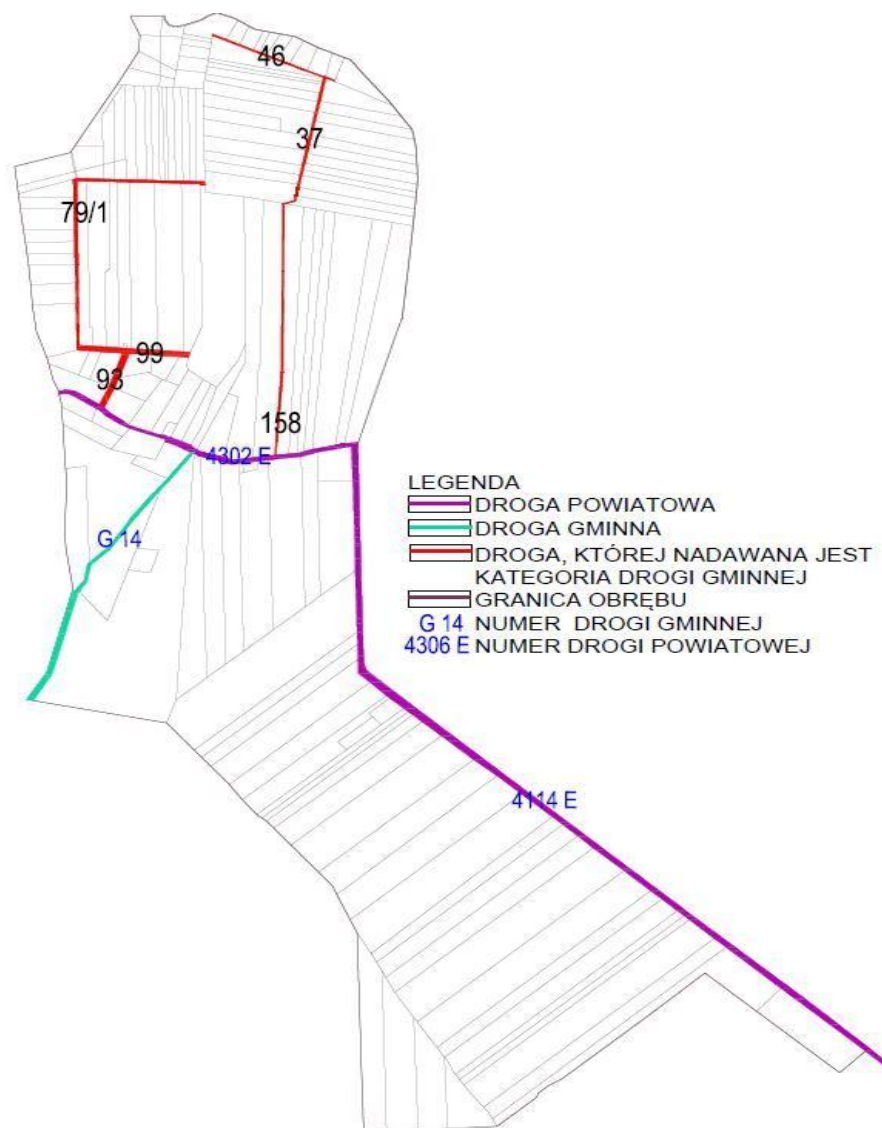 46
37
79/1
99
93
158
4302 E
G 14
LEGENDA
DROGA POWIATOWA
DROGA GMINNA
DROGA, KTÓREJ NADAWANA JEST
KATEGORIA DROGI GMINNEJ
GRANICA OBRĘBU
G 14 NUMER DROGI GMINNEJ
4306 E NUMER DROGI POWIATOWEJ
4114 E